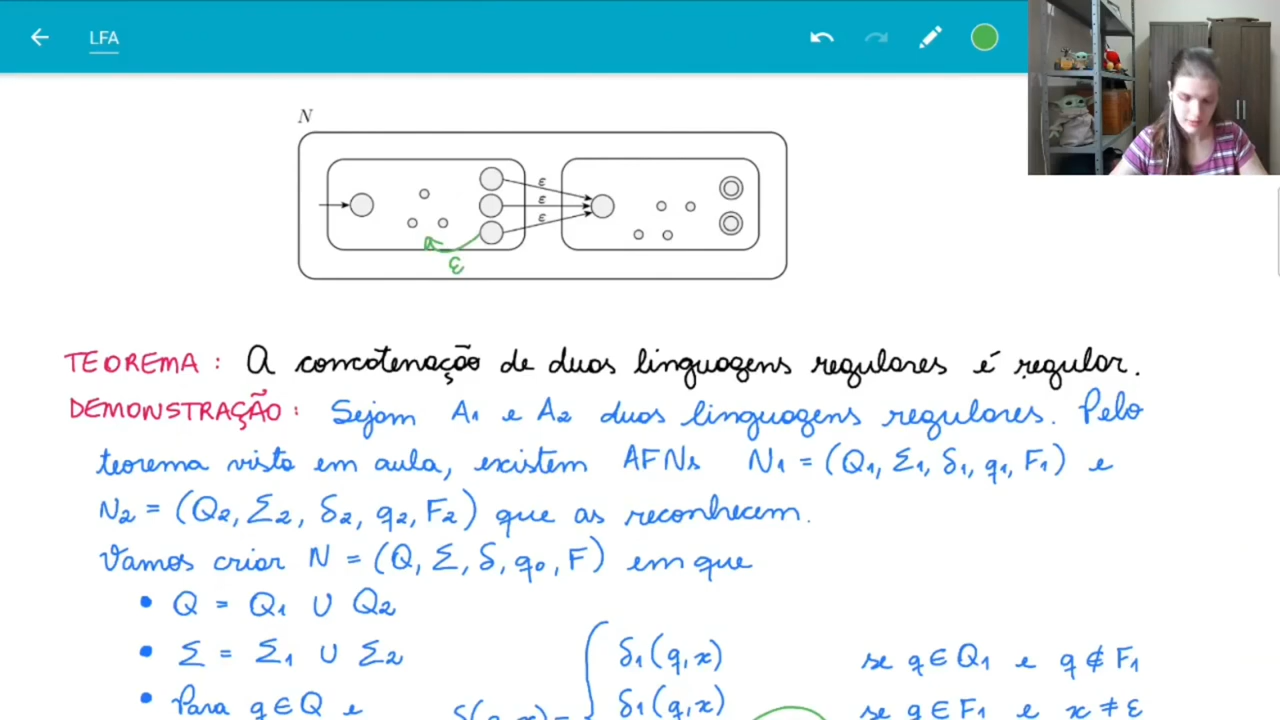 LFA
N
ε
ε
ε
ε
TEOREMA : A concatenação de duas linguagens regulares é regular.
DEMONSTRAÇÃO : Sejam A₁ e A₂ duas linguagens regulares. Pelo
teorema visto em aula, existem AFNs N₁ = (Q₁, Σ₁, δ₁, q₁, F₁) e
N₂ = (Q₂, Σ₂, δ₂, q₂, F₂) que as reconhecem.
Vamos criar N = (Q, Σ, δ, q₀, F) em que
• Q = Q₁ ∪ Q₂
• Σ = Σ₁ ∪ Σ₂
δ₁(q,x) se q ∈ Q₁ e q ∉ F₁
• Para q ∈ Q e δ(q,x) = δ₁(q,x) se q ∈ F₁ e x ≠ ε